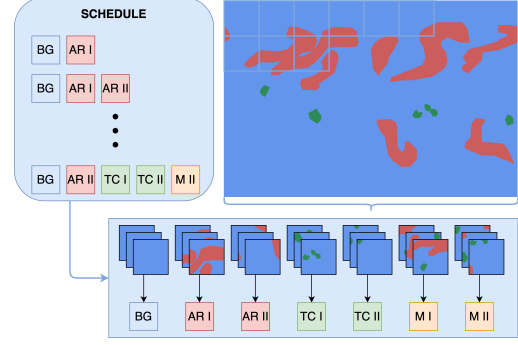 SCHEDULE
BG AR I
BG AR I AR II
BG AR II TC I TC II M II
BG AR I AR II TC I TC II M I M II